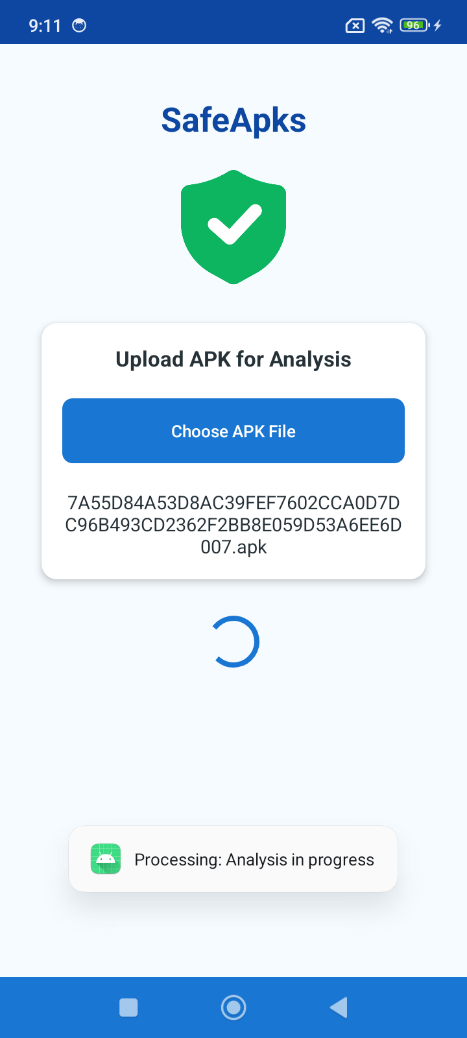 9:11
96
SafeApks
Upload APK for Analysis
Choose APK File
7A55D84A53D8AC39FEF7602CCA0D7D
C96B493CD2362F2BB8E059D53A6EE6D
007.apk
Processing: Analysis in progress